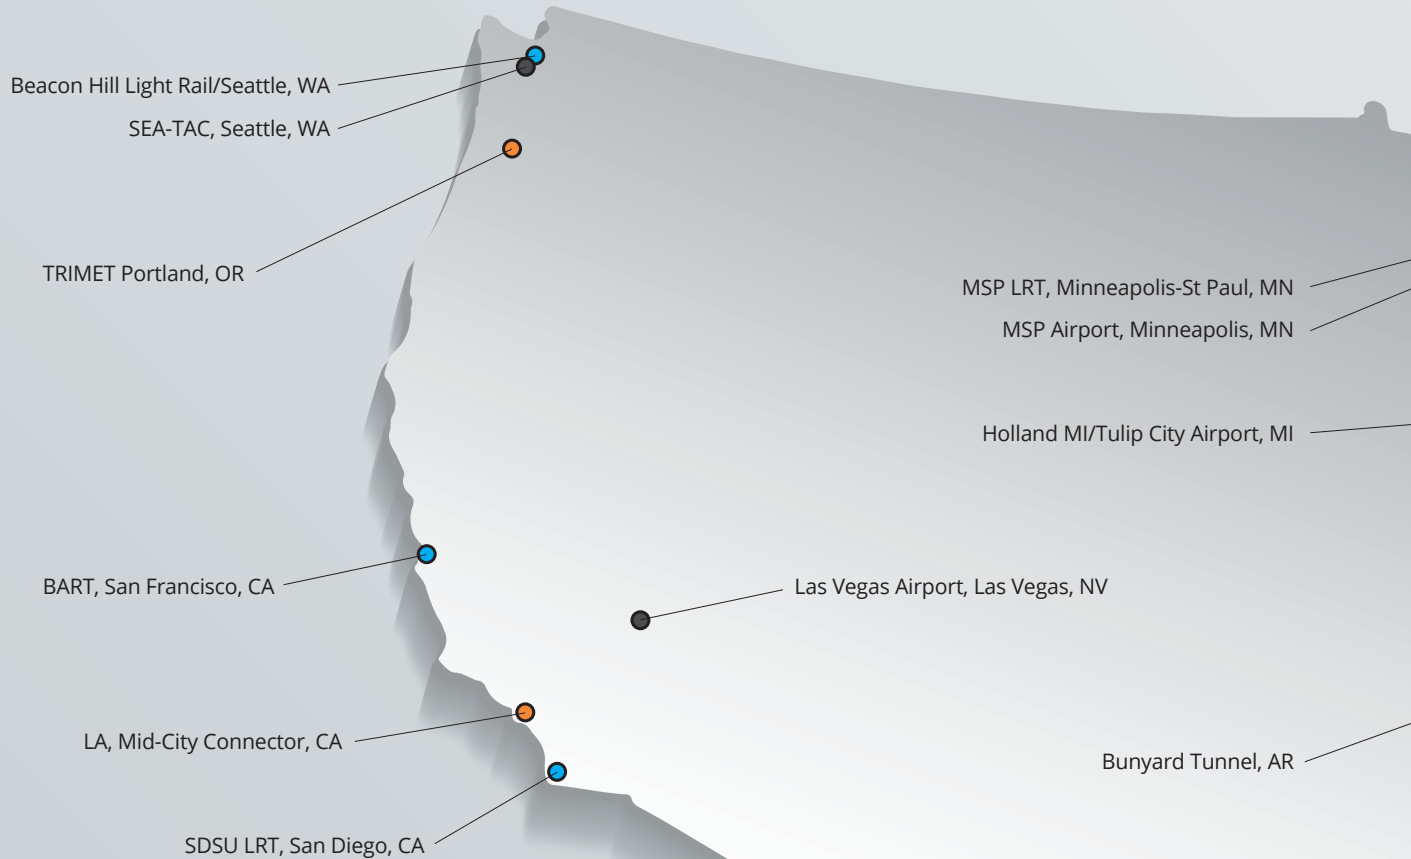 Beacon Hill Light Rail/Seattle, WA
SEA-TAC, Seattle, WA
TRIMET Portland, OR
MSP LRT, Minneapolis-St Paul, MN
MSP Airport, Minneapolis, MN
Holland MI/Tulip City Airport, MI
BART, San Francisco, CA
Las Vegas Airport, Las Vegas, NV
LA, Mid-City Connector, CA
Bunyard Tunnel, AR
SDSU LRT, San Diego, CA